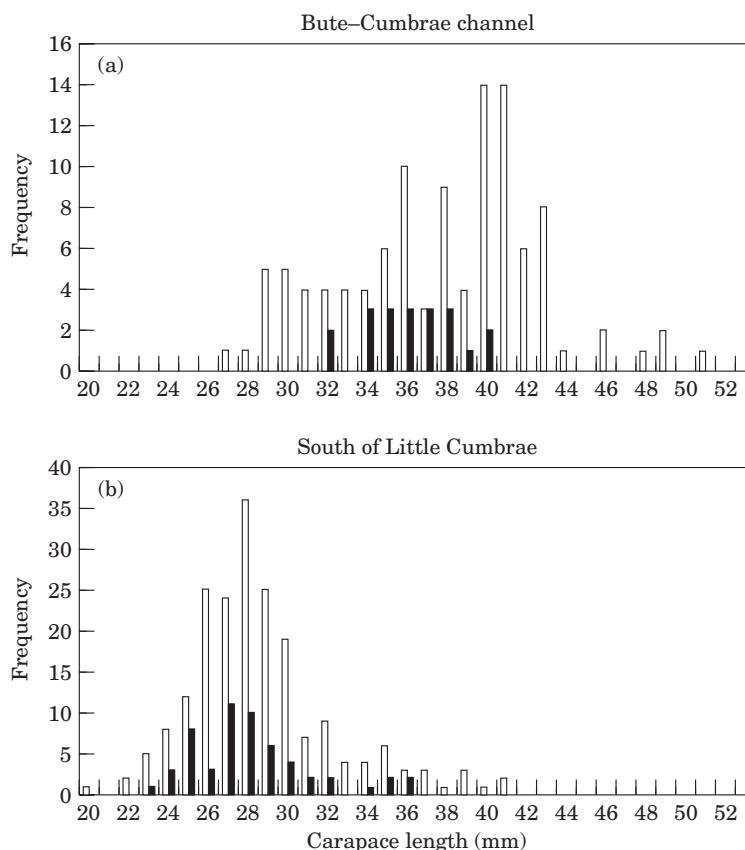 Bute–Cumbrae channel
(a)
16
14
12
10
8
6
4
2
0
Frequency
20 22 24 26 28 30 32 34 36 38 40 42 44 46 48 50 52
South of Little Cumbrae
(b)
40
35
30
25
20
15
10
5
0
Frequency
20 22 24 26 28 30 32 34 36 38 40 42 44 46 48 50 52
Carapace length (mm)